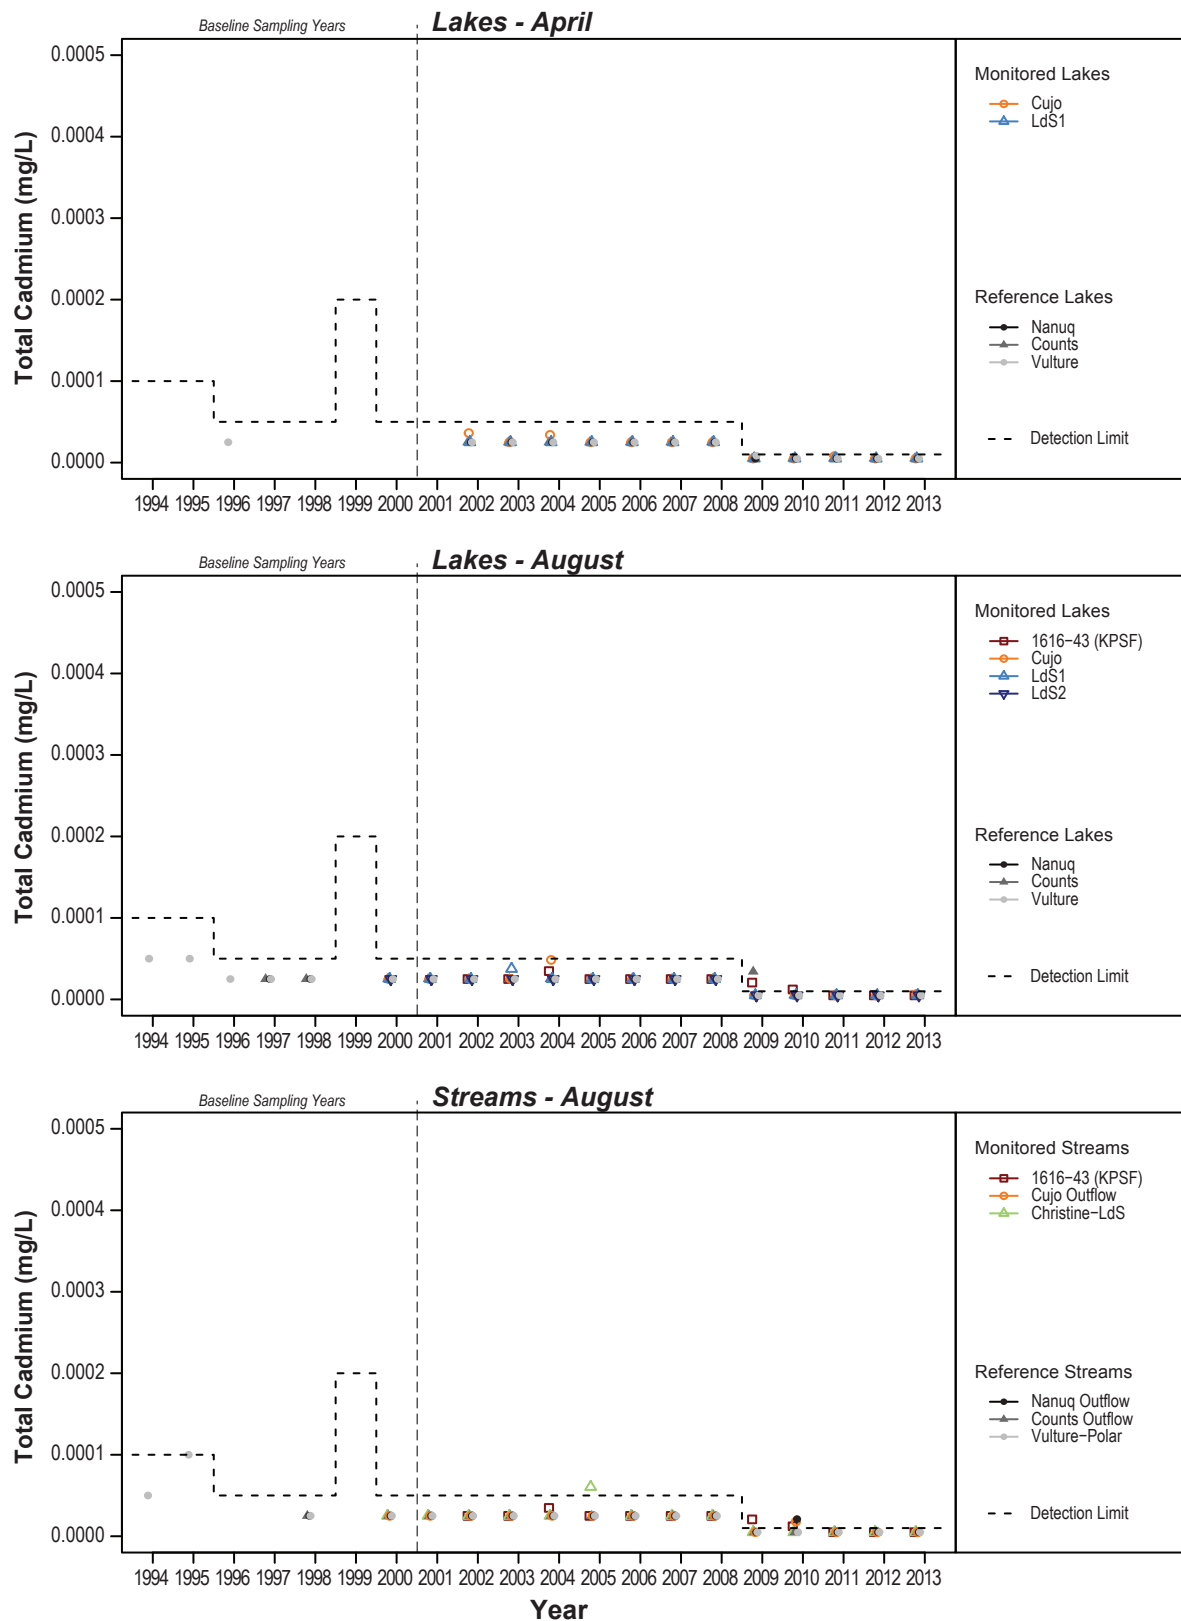 Baseline Sampling Years
Lakes - April
Total Cadmium (mg/L)
0.0005
0.0004
0.0003
0.0002
0.0001
0.0000
1994 1995 1996 1997 1998 1999 2000 2001 2002 2003 2004 2005 2006 2007 2008 2009 2010 2011 2012 2013
Monitored Lakes
Cujo
LdS1
Reference Lakes
Nanuq
Counts
Vulture
Detection Limit
Baseline Sampling Years
Lakes - August
Total Cadmium (mg/L)
0.0005
0.0004
0.0003
0.0002
0.0001
0.0000
1994 1995 1996 1997 1998 1999 2000 2001 2002 2003 2004 2005 2006 2007 2008 2009 2010 2011 2012 2013
Monitored Lakes
1616−43 (KPSF)
Cujo
LdS1
LdS2
Reference Lakes
Nanuq
Counts
Vulture
Detection Limit
Baseline Sampling Years
Streams - August
Total Cadmium (mg/L)
0.0005
0.0004
0.0003
0.0002
0.0001
0.0000
1994 1995 1996 1997 1998 1999 2000 2001 2002 2003 2004 2005 2006 2007 2008 2009 2010 2011 2012 2013
Year
Monitored Streams
1616−43 (KPSF)
Cujo Outflow
Christine−LdS
Reference Streams
Nanuq Outflow
Counts Outflow
Vulture−Polar
Detection Limit